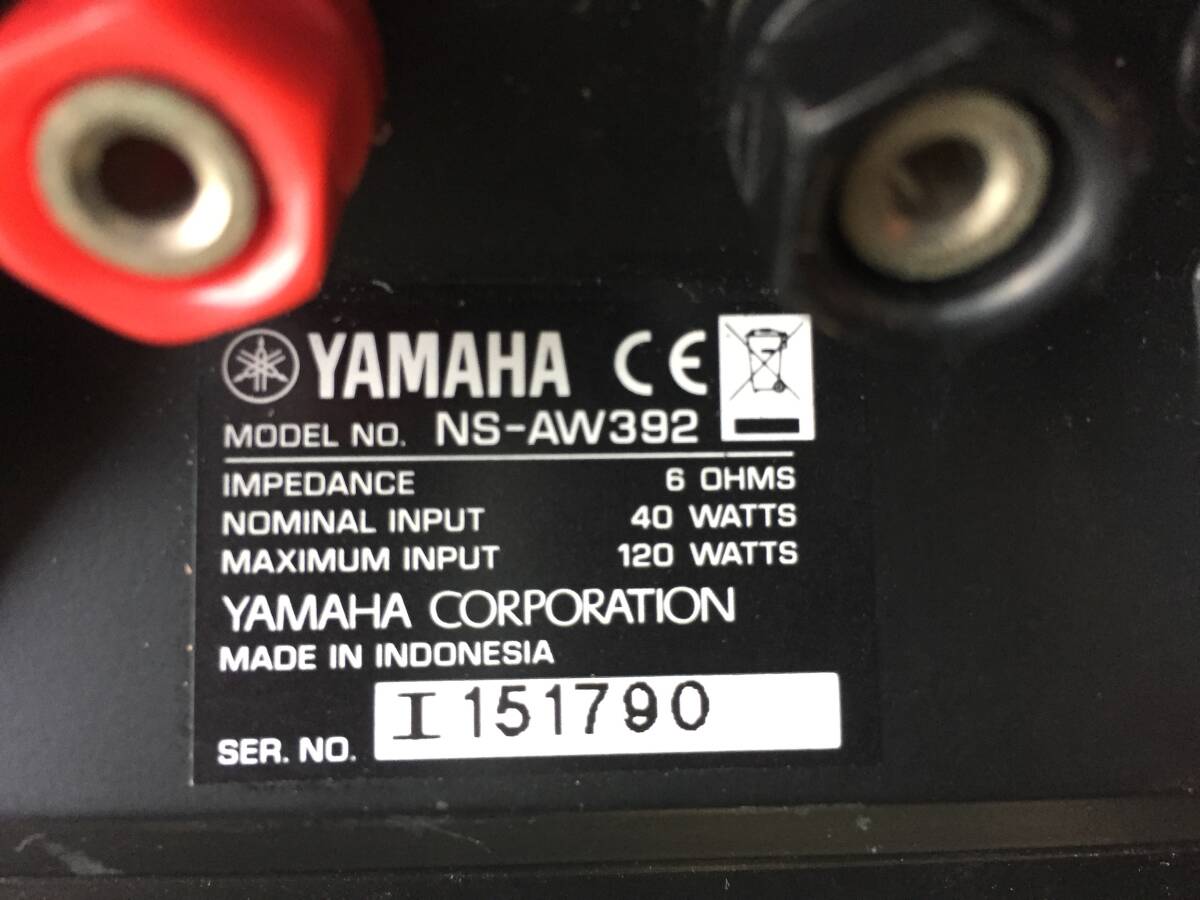 YAMAHA CE
MODEL NO. NS-AW392
IMPEDANCE 6 OHMS
NOMINAL INPUT 40 WATTS
MAXIMUM INPUT 120 WATTS
YAMAHA CORPORATION
MADE IN INDONESIA
SER. NO. I 151790